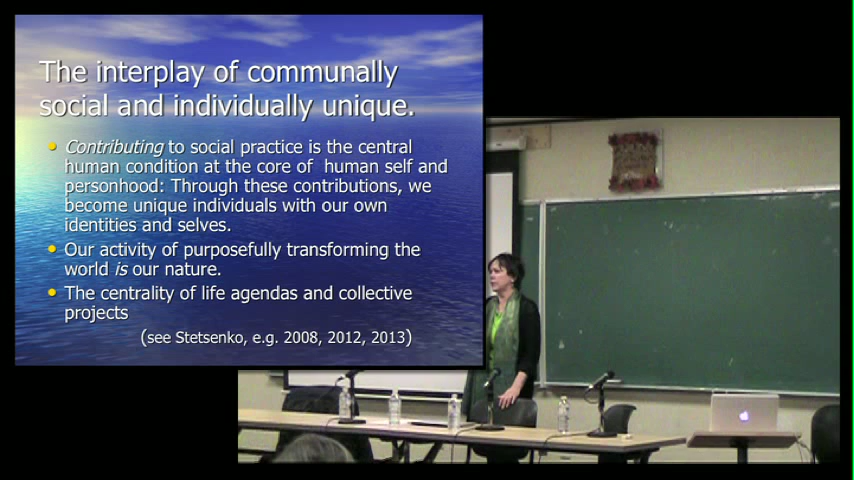 The interplay of communally
social and individually unique.
Contributing to social practice is the central
human condition at the core of human self and
personhood: Through these contributions, we
become unique individuals with our own
identities and selves.
Our activity of purposefully transforming the
world is our nature.
The centrality of life agendas and collective
projects
(see Stetsenko, e.g. 2008, 2012, 2013)